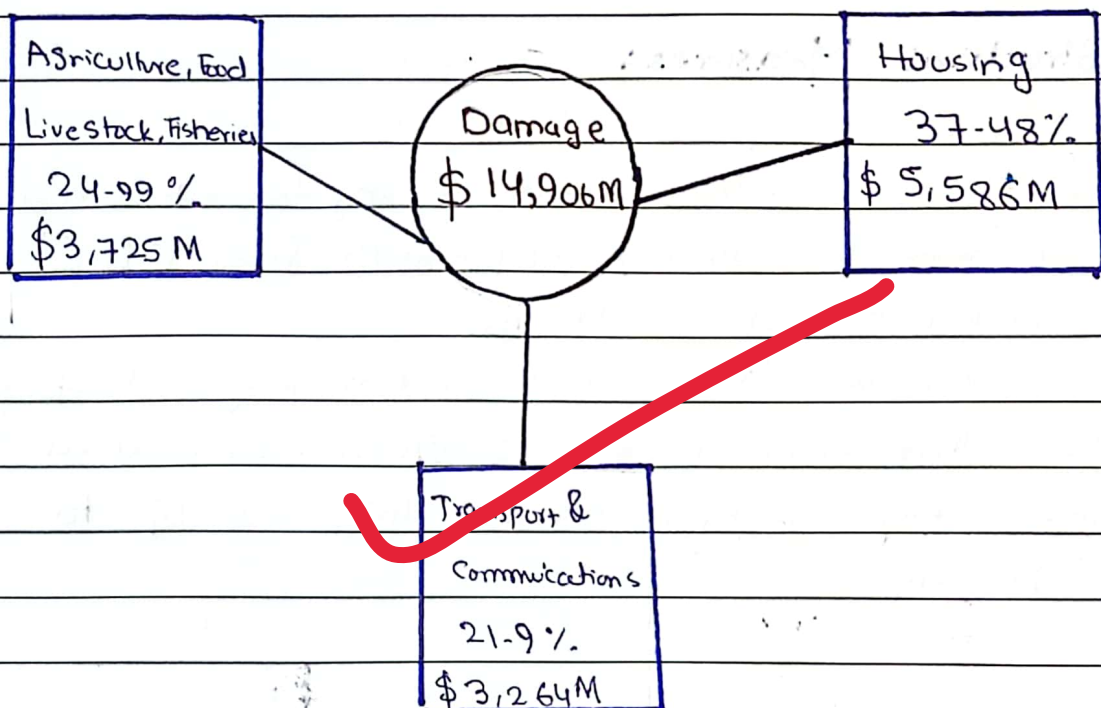 Agriculture, Food
Livestock, Fisheries
24-99 %
$3,725 M
Damage
$ 14,906M
Housing
37-48%
$ 5,586M
Transport &
Commuications
21-9 %
$ 3,264M